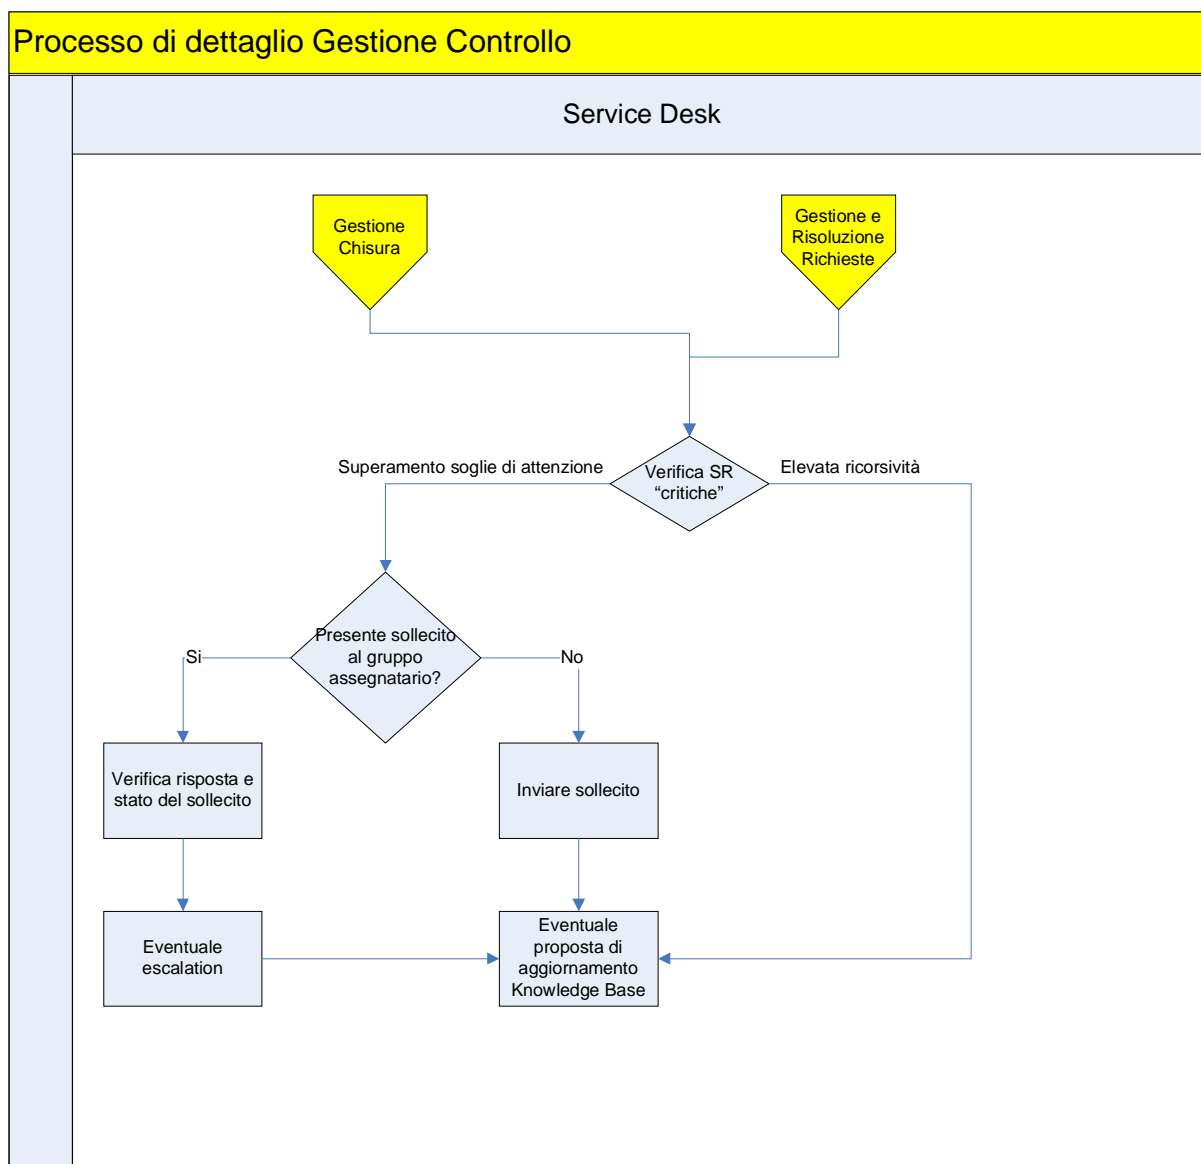 Processo di dettaglio Gestione Controllo
Service Desk
Gestione
Chisura
Gestione e
Risoluzione
Richieste
Superamento soglie di attenzione
Verifica SR
“critiche”
Elevata ricorsività
Presente sollecito
al gruppo
assegnatario?
Si
No
Verifica risposta e
stato del sollecito
Inviare sollecito
Eventuale
escalation
Eventuale
proposta di
aggiornamento
Knowledge Base